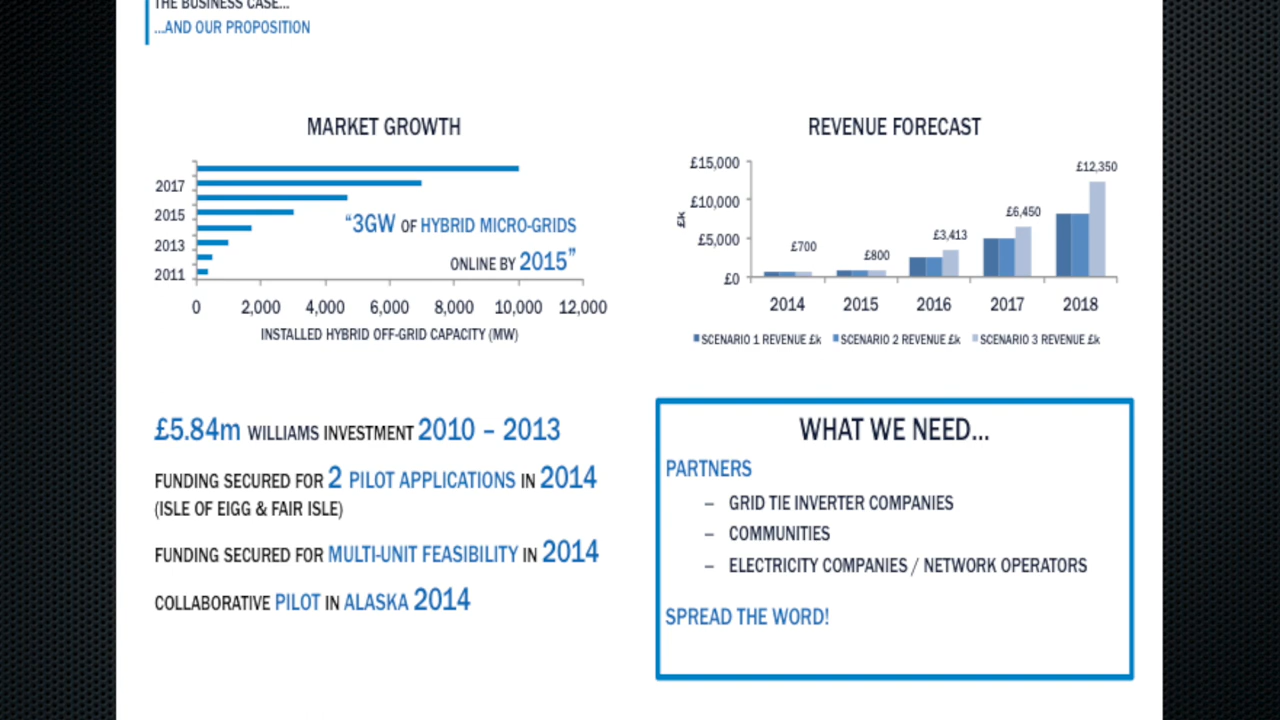 THE BUSINESS CASE...
...AND OUR PROPOSITION
MARKET GROWTH
2017
2015
2013
2011
"3GW OF HYBRID MICRO-GRIDS
ONLINE BY 2015"
0 2,000 4,000 6,000 8,000 10,000 12,000
INSTALLED HYBRID OFF-GRID CAPACITY (MW)
REVENUE FORECAST
£k
£15,000
£10,000
£5,000
£0
£700
£800
£3,413
£6,450
£12,350
2014 2015 2016 2017 2018
SCENARIO 1 REVENUE £k SCENARIO 2 REVENUE £k SCENARIO 3 REVENUE £k
£5.84m WILLIAMS INVESTMENT 2010 – 2013
FUNDING SECURED FOR 2 PILOT APPLICATIONS IN 2014
(ISLE OF EIGG & FAIR ISLE)
FUNDING SECURED FOR MULTI-UNIT FEASIBILITY IN 2014
COLLABORATIVE PILOT IN ALASKA 2014
WHAT WE NEED...
PARTNERS
– GRID TIE INVERTER COMPANIES
– COMMUNITIES
– ELECTRICITY COMPANIES / NETWORK OPERATORS
SPREAD THE WORD!